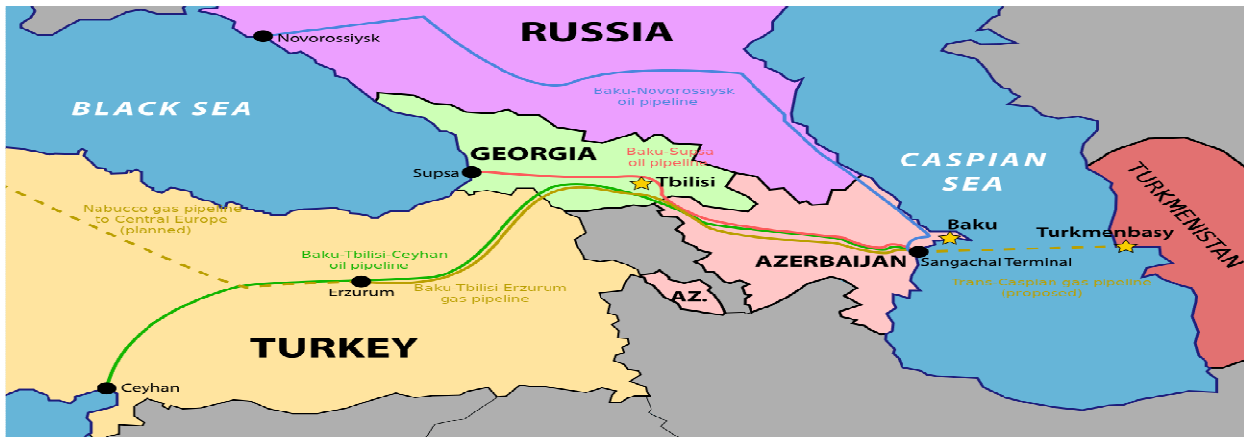 RUSSIA
Novorossiysk
Baku-Novorossiysk
oil pipeline
BLACK SEA
GEORGIA
Baku-Supsa
oil pipeline
Supsa
Tbilisi
CASPIAN
SEA
TURKMENISTAN
Nabucco gas pipeline
to Central Europe
(planned)
Baku
Turkmenbasy
Baku-Tbilisi-Ceyhan
oil pipeline
AZERBAIJAN
Sangachal Terminal
Erzurum
Baku Tbilisi Erzurum
gas pipeline
Trans Caspian gas pipeline
(proposed)
AZ.
TURKEY
Ceyhan